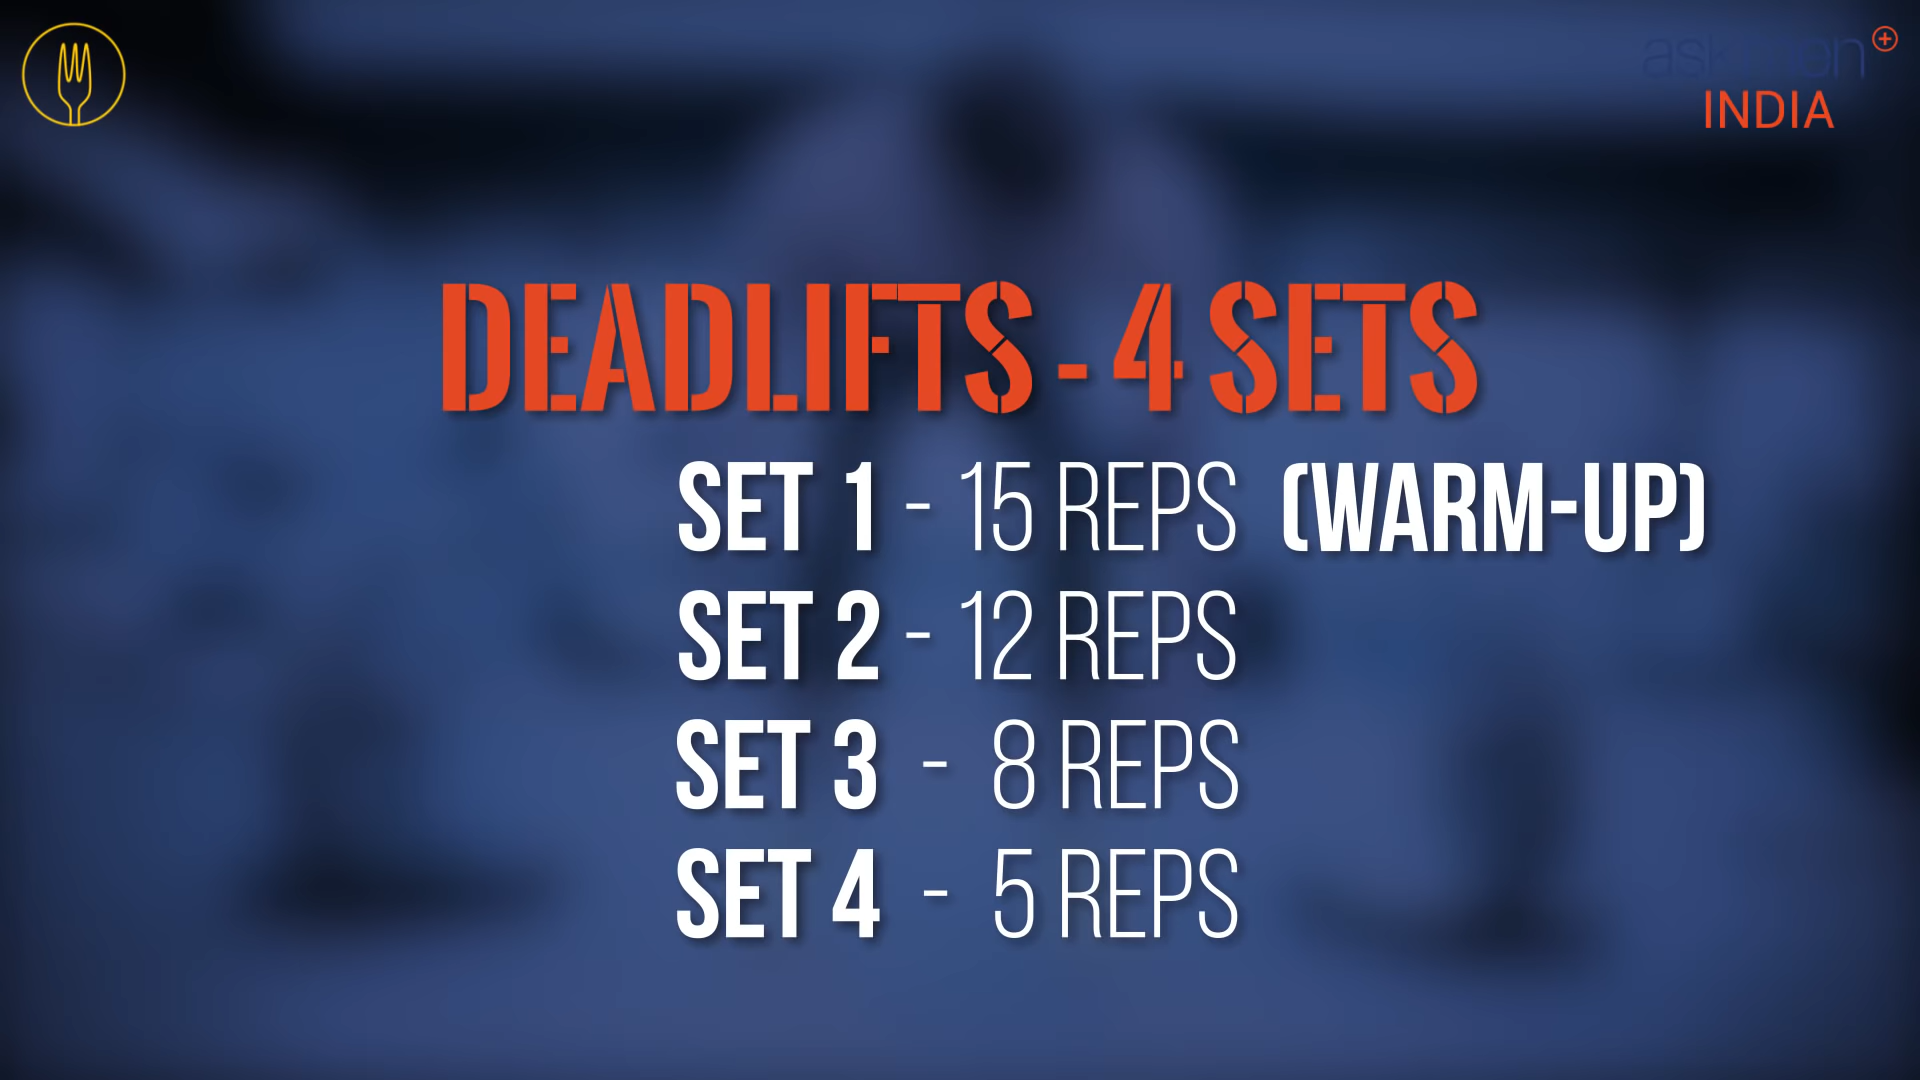 askmen
INDIA
DEADLIFTS - 4 SETS
SET 1 - 15 REPS (WARM-UP)
SET 2 - 12 REPS
SET 3 - 8 REPS
SET 4 - 5 REPS